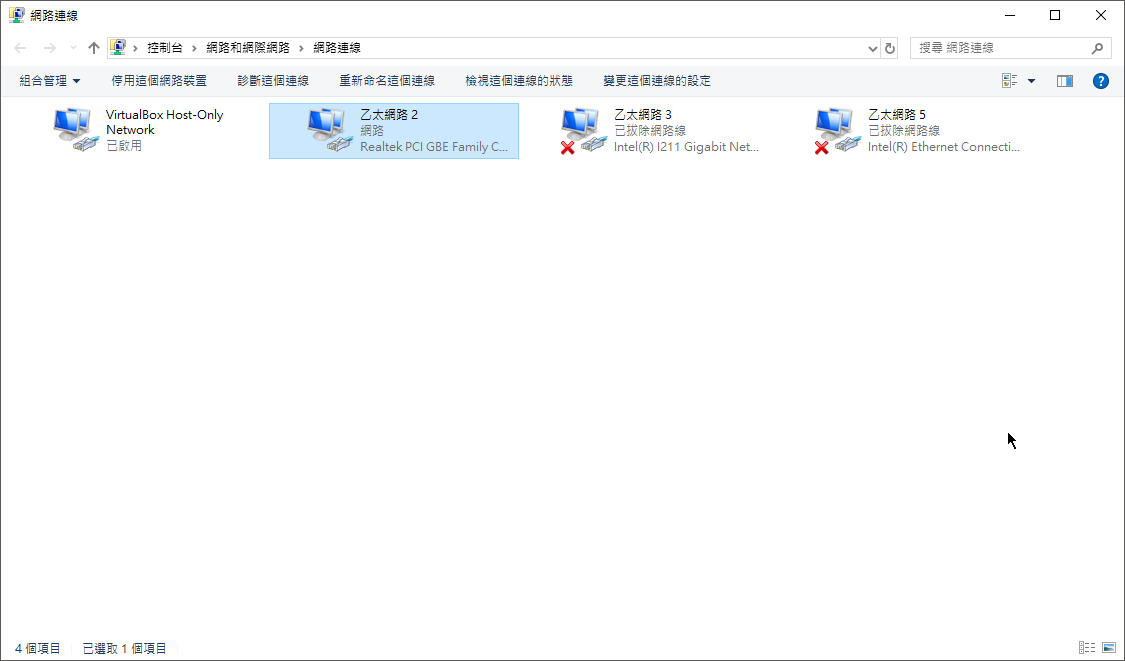 網路連線
控制台 網路和網際網路 網路連線
搜尋 網路連線
組合管理 停用這個網路裝置 診斷這個連線 重新命名這個連線 檢視這個連線的狀態 變更這個連線的設定
VirtualBox Host-Only
Network
已啟用
乙太網路 2
網路
Realtek PCI GBE Family C...
乙太網路 3
已拔除網路線
Intel(R) I211 Gigabit Net...
乙太網路 5
已拔除網路線
Intel(R) Ethernet Connecti...
4 個項目 已選取 1 個項目